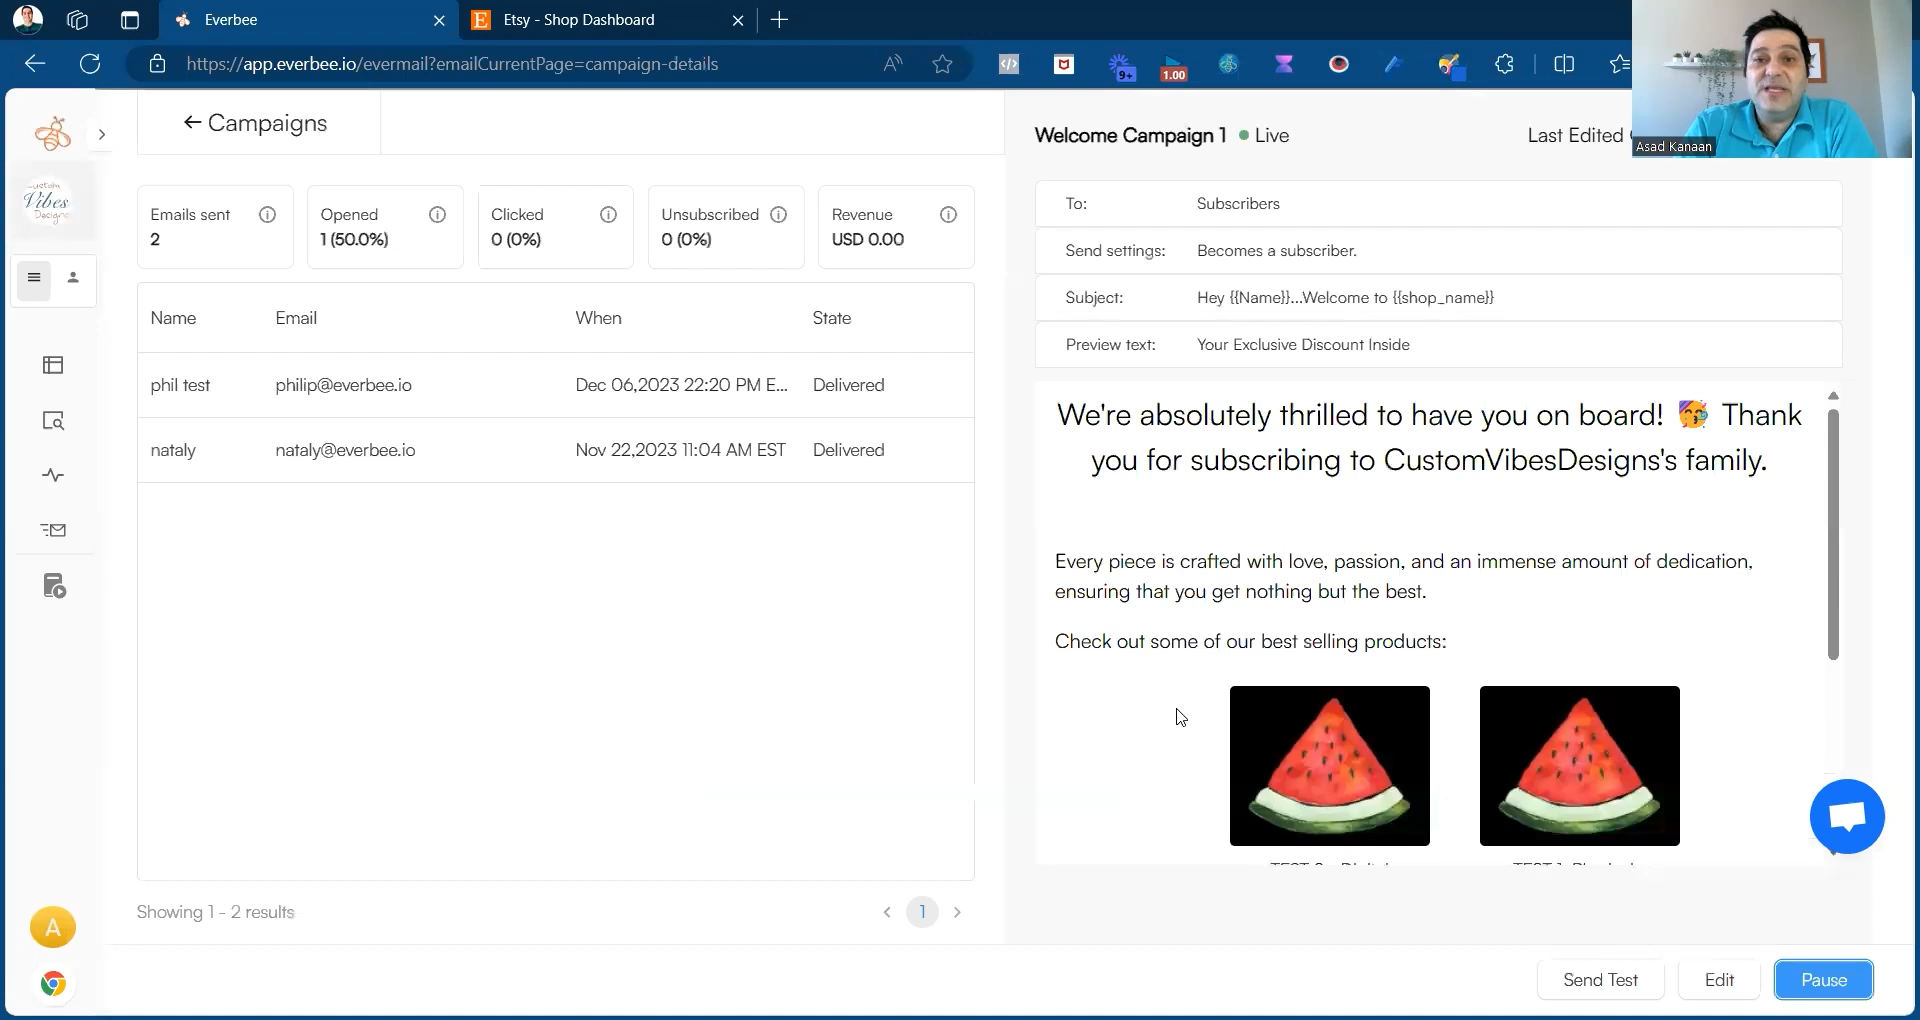 Everbee
Etsy - Shop Dashboard
https://app.everbee.io/evermail?emailCurrentPage=campaign-details
9+
1.00
Asad Kanaan
Custom
Vibes
Designs
A
Campaigns
Emails sent
2
Opened
1 (50.0%)
Clicked
0 (0%)
Unsubscribed
0 (0%)
Revenue
USD 0.00
Name Email When State
phil test philip@everbee.io Dec 06,2023 22:20 PM E... Delivered
nataly nataly@everbee.io Nov 22,2023 11:04 AM EST Delivered
Showing 1 - 2 results
1
Welcome Campaign 1 Live Last Edited
To: Subscribers
Send settings: Becomes a subscriber.
Subject: Hey {{Name}}...Welcome to {{shop_name}}
Preview text: Your Exclusive Discount Inside
We're absolutely thrilled to have you on board! 🥳 Thank
you for subscribing to CustomVibesDesigns's family.
Every piece is crafted with love, passion, and an immense amount of dedication,
ensuring that you get nothing but the best.
Check out some of our best selling products:
Send Test Edit Pause